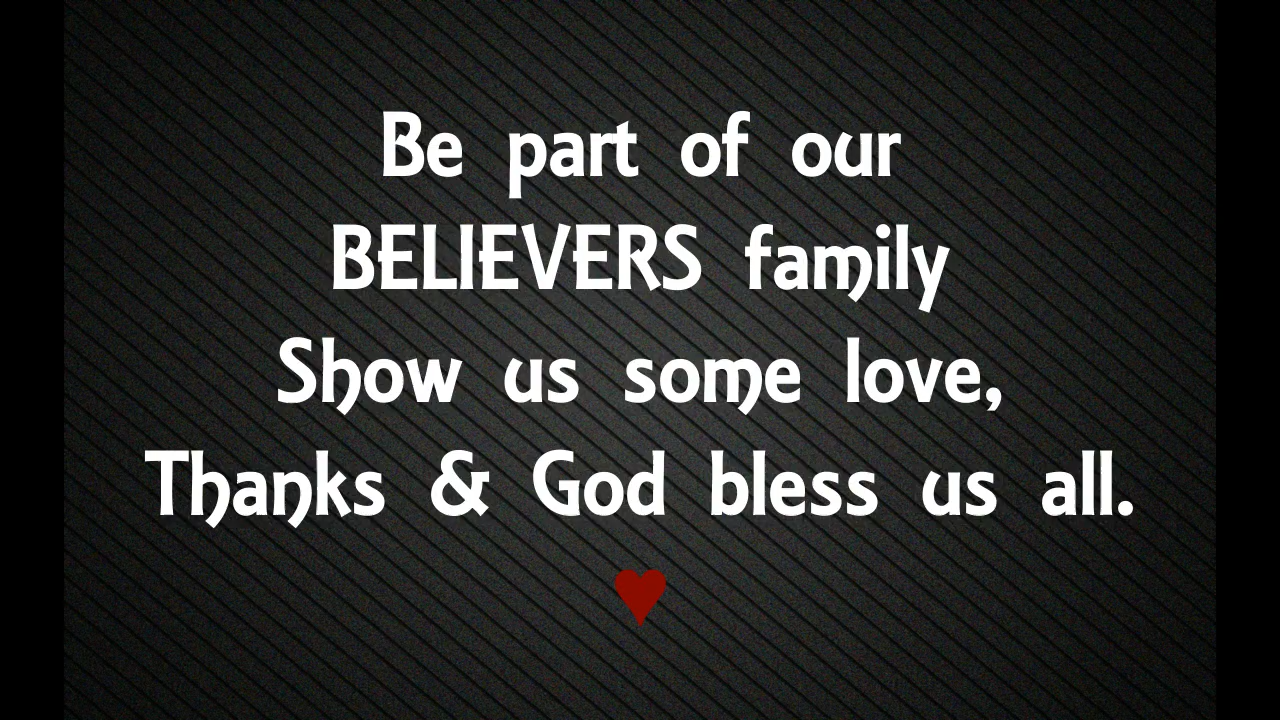 Be part of our
BELIEVERS family
Show us some love,
Thanks & God bless us all.
♥